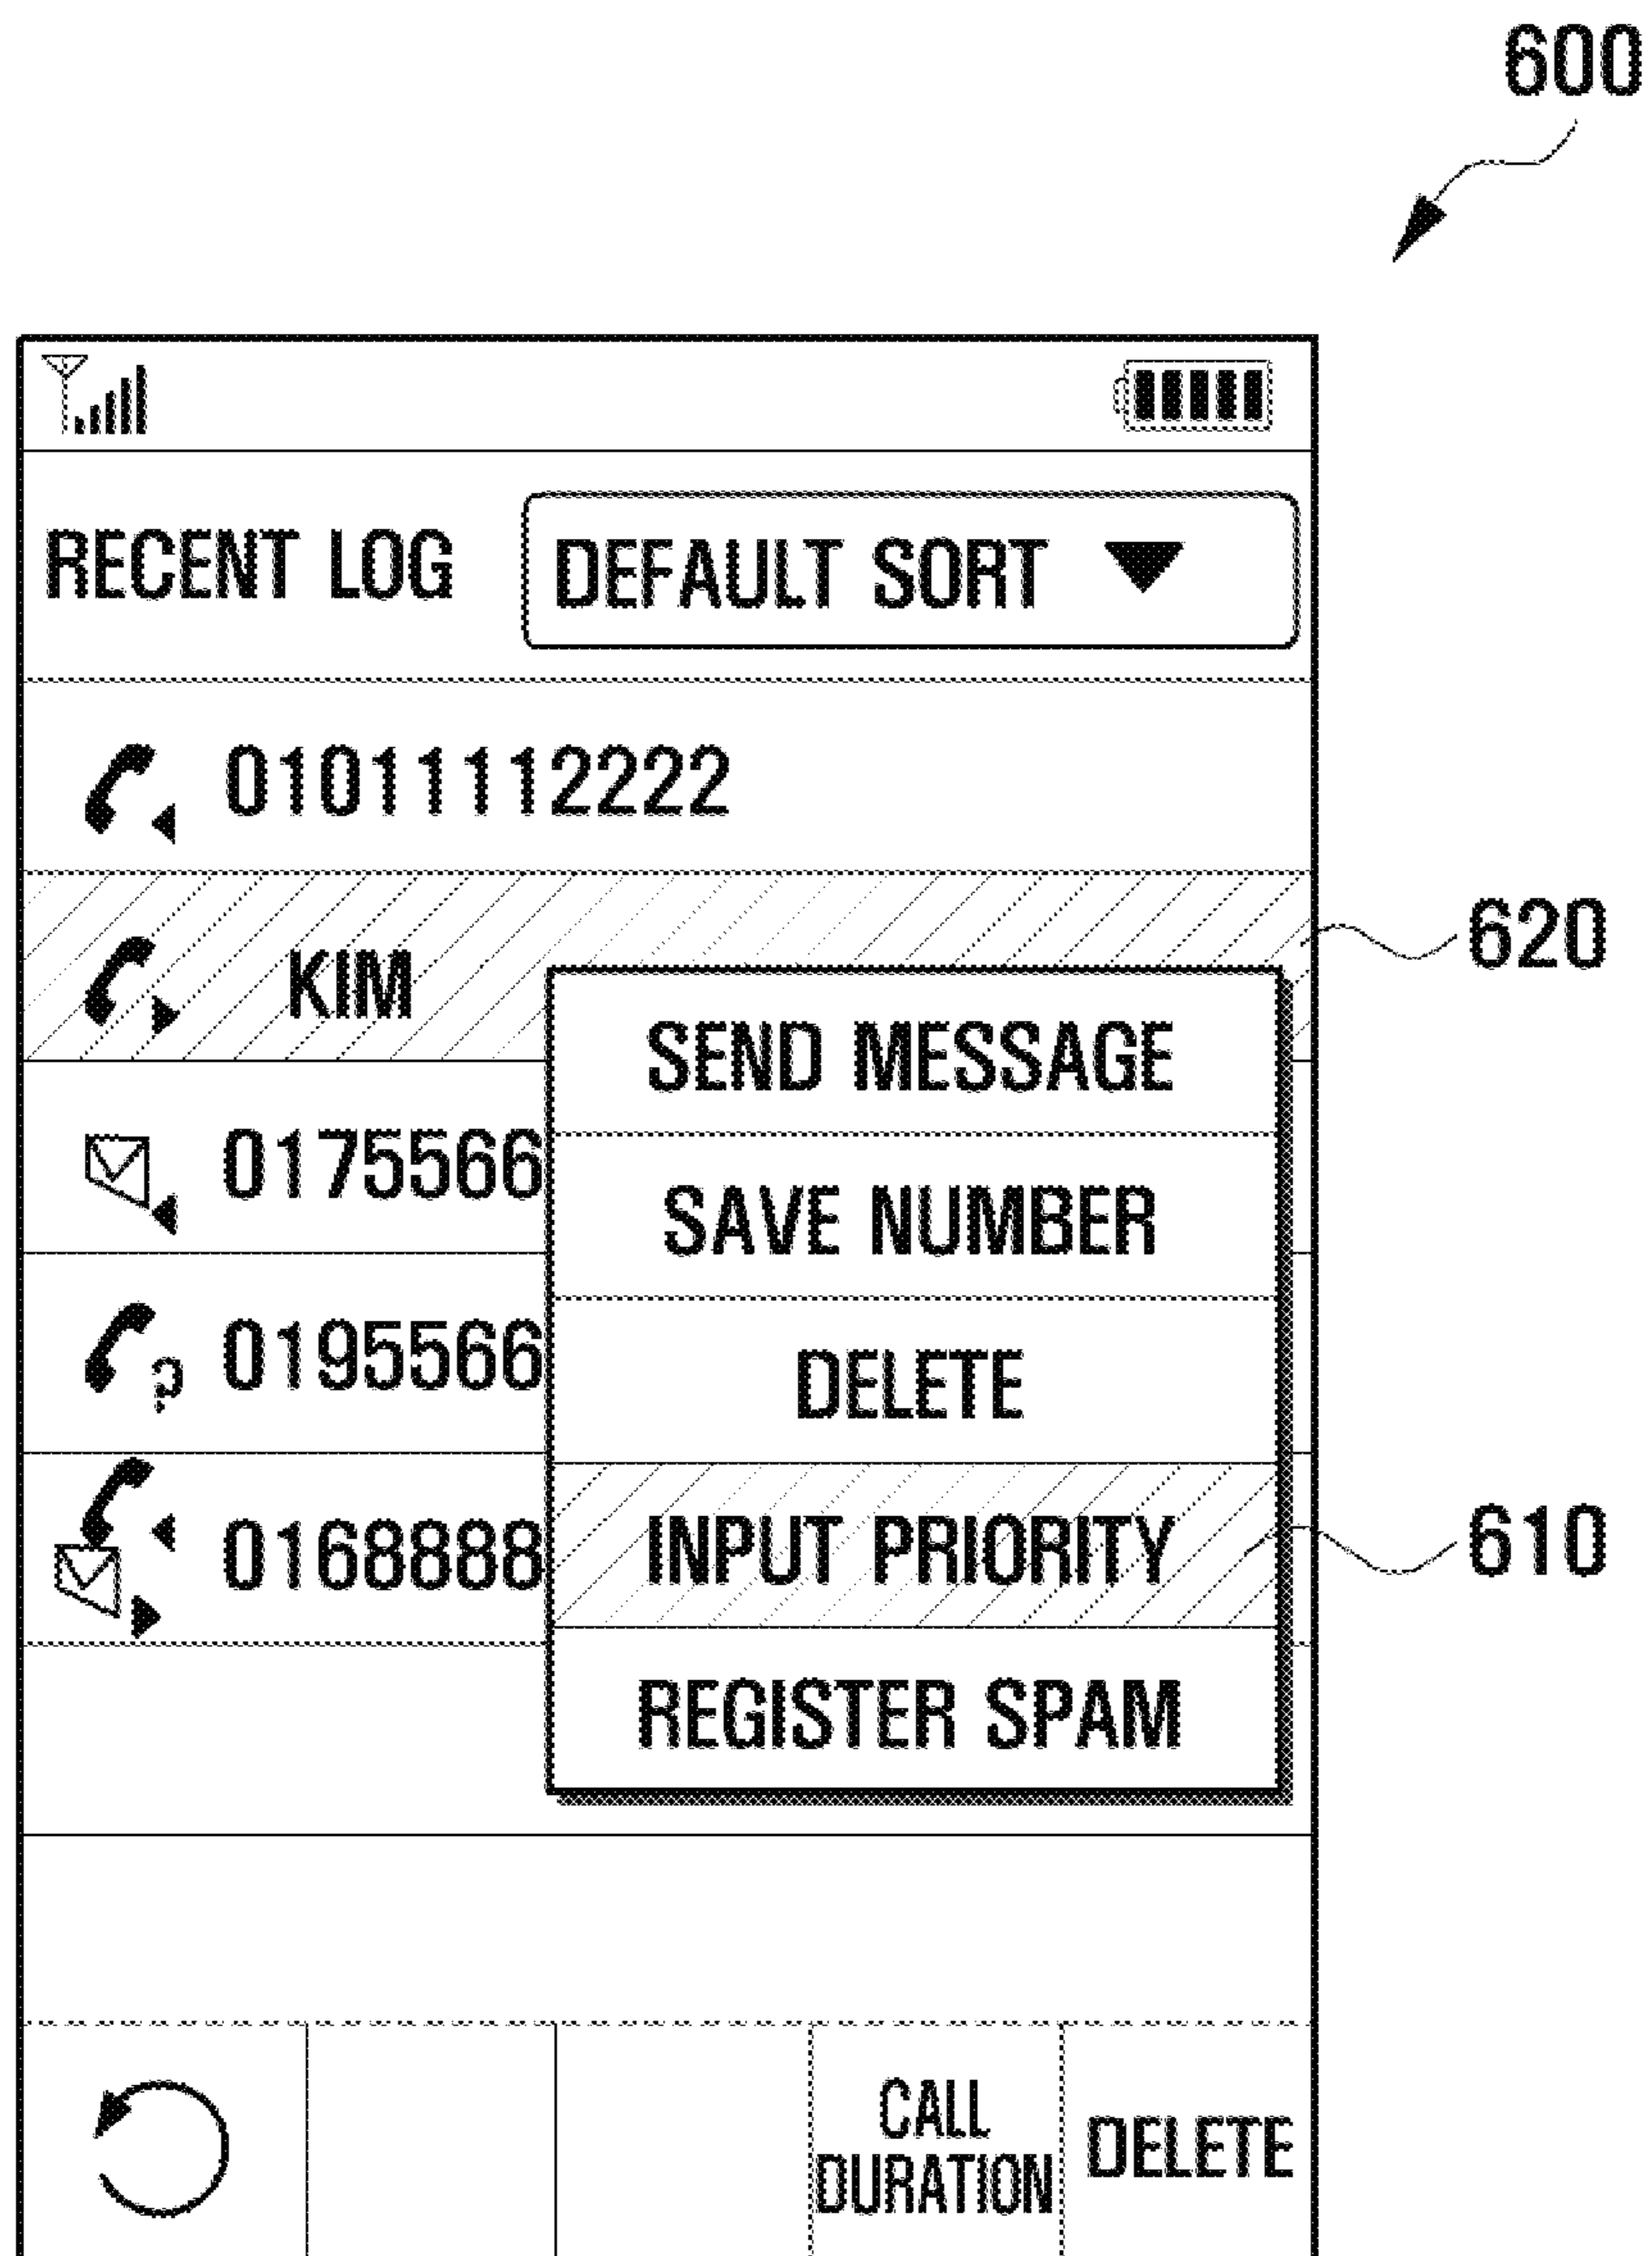 600
RECENT LOG DEFAULT SORT
01011112222
620
KIM
SEND MESSAGE
0175566
SAVE NUMBER
0195566
DELETE
0168888
INPUT PRIORITY
610
REGISTER SPAM
CALL
DURATION
DELETE